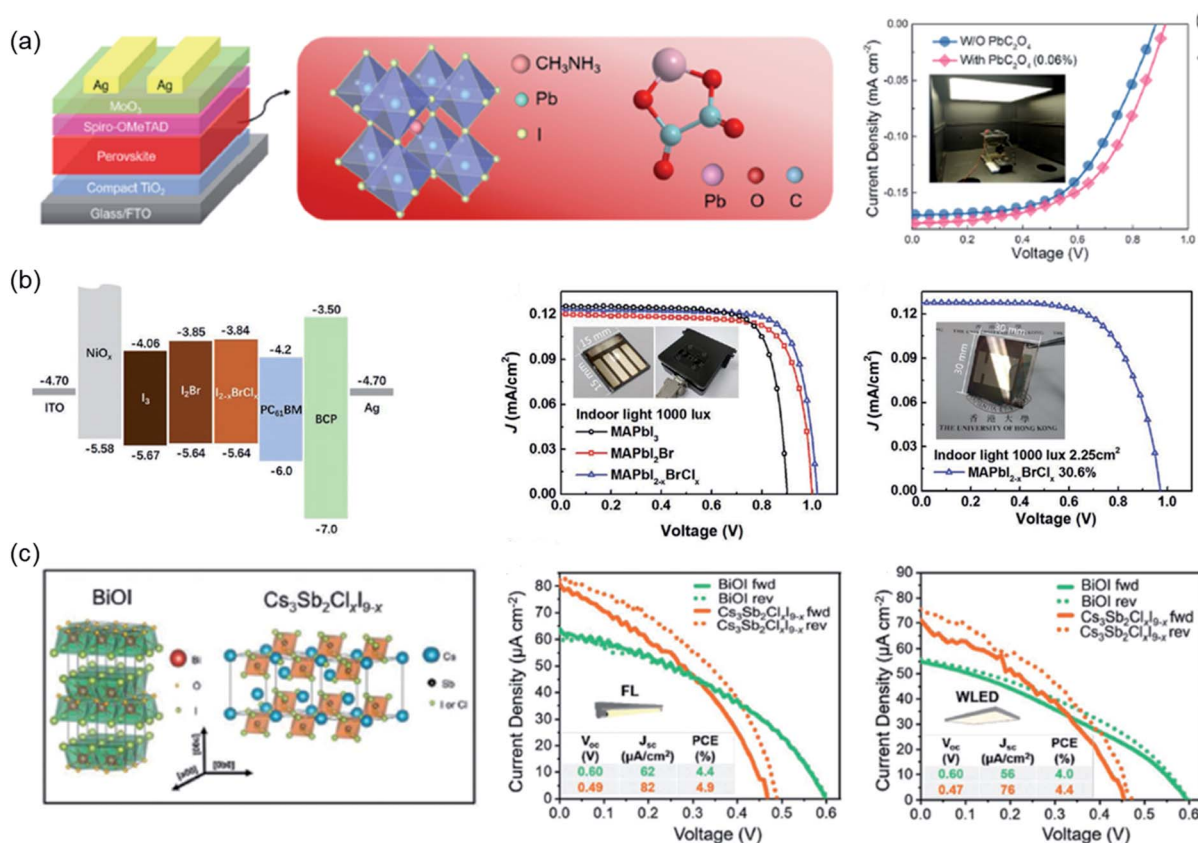 (a)
Ag
Ag
MoO₃
Spiro-OMeTAD
Perovskite
Compact TiO₂
Glass/FTO
CH₃NH₃
Pb
I
Pb O C
W/O PbC₂O₄
With PbC₂O₄ (0.06%)
Current Density (mA cm⁻²)
0.00
-0.05
-0.10
-0.15
0.0 0.2 0.4 0.6 0.8 1.0
Voltage (V)
(b)
-4.70
ITO
NiOₓ
-5.58
-4.06
I₃
-5.67
-3.85
I₂Br
-5.64
-3.84
I₂₋ₓBrClₓ
-5.64
-4.2
PC₆₁BM
-6.0
-3.50
BCP
-7.0
-4.70
Ag
J (mA/cm²)
0.12
0.09
0.06
0.03
0.00
15 mm
15 mm
Indoor light 1000 lux
MAPbI₃
MAPbI₂Br
MAPbI₂₋ₓBrClₓ
0.0 0.2 0.4 0.6 0.8 1.0
Voltage (V)
J (mA/cm²)
0.12
0.09
0.06
0.03
0.00
30 mm
30 mm
香 港 大 學
THE UNIVERSITY OF HONG KONG
Indoor light 1000 lux 2.25cm²
MAPbI₂₋ₓBrClₓ 30.6%
0.0 0.2 0.4 0.6 0.8 1.0
Voltage (V)
(c)
BiOI
Bi
O
I
Cs₃Sb₂ClₓI₉₋ₓ
Cs
Sb
I or Cl
Current Density (µA cm⁻²)
80
70
60
50
40
30
20
10
0
BiOI fwd
BiOI rev
Cs₃Sb₂ClₓI₉₋ₓ fwd
Cs₃Sb₂ClₓI₉₋ₓ rev
FL
Voc Jsc PCE
(V) (µA/cm²) (%)
0.60 62 4.4
0.49 82 4.9
0.0 0.1 0.2 0.3 0.4 0.5 0.6
Voltage (V)
Current Density (µA cm⁻²)
90
80
70
60
50
40
30
20
10
0
BiOI fwd
BiOI rev
Cs₃Sb₂ClₓI₉₋ₓ fwd
Cs₃Sb₂ClₓI₉₋ₓ rev
WLED
Voc Jsc PCE
(V) (µA/cm²) (%)
0.60 56 4.0
0.47 76 4.4
0.0 0.1 0.2 0.3 0.4 0.5 0.6
Voltage (V)